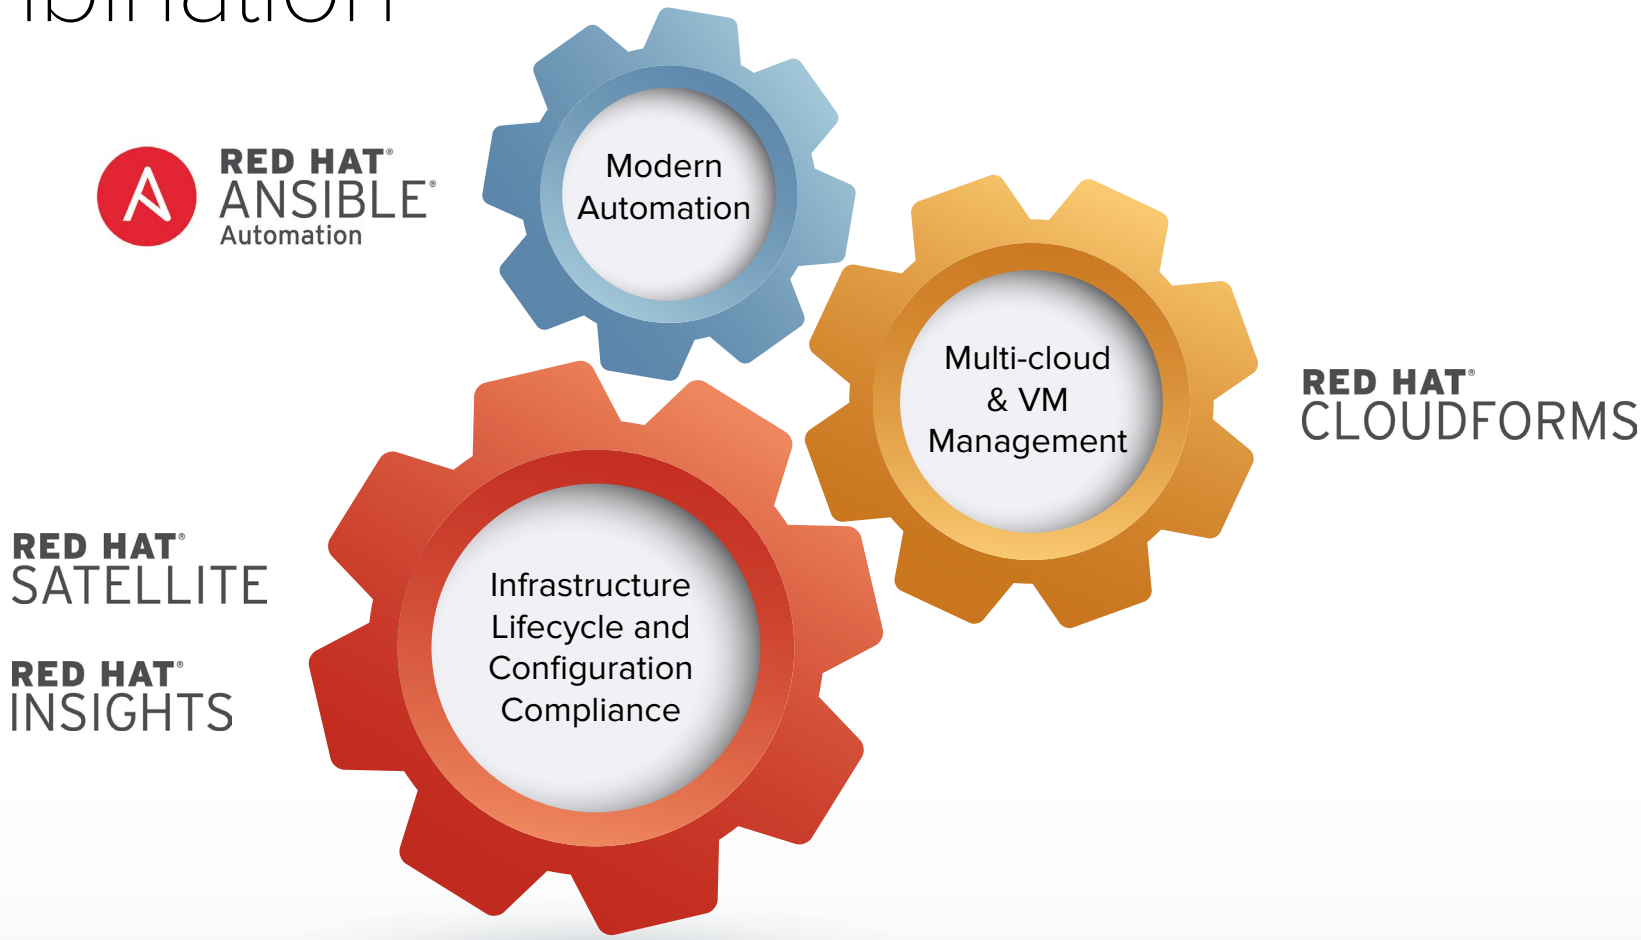 Modern
Automation
RED HAT®
ANSIBLE®
Automation
Multi-cloud
& VM
Management
RED HAT®
CLOUDFORMS
RED HAT®
SATELLITE
RED HAT®
INSIGHTS
Infrastructure
Lifecycle and
Configuration
Compliance